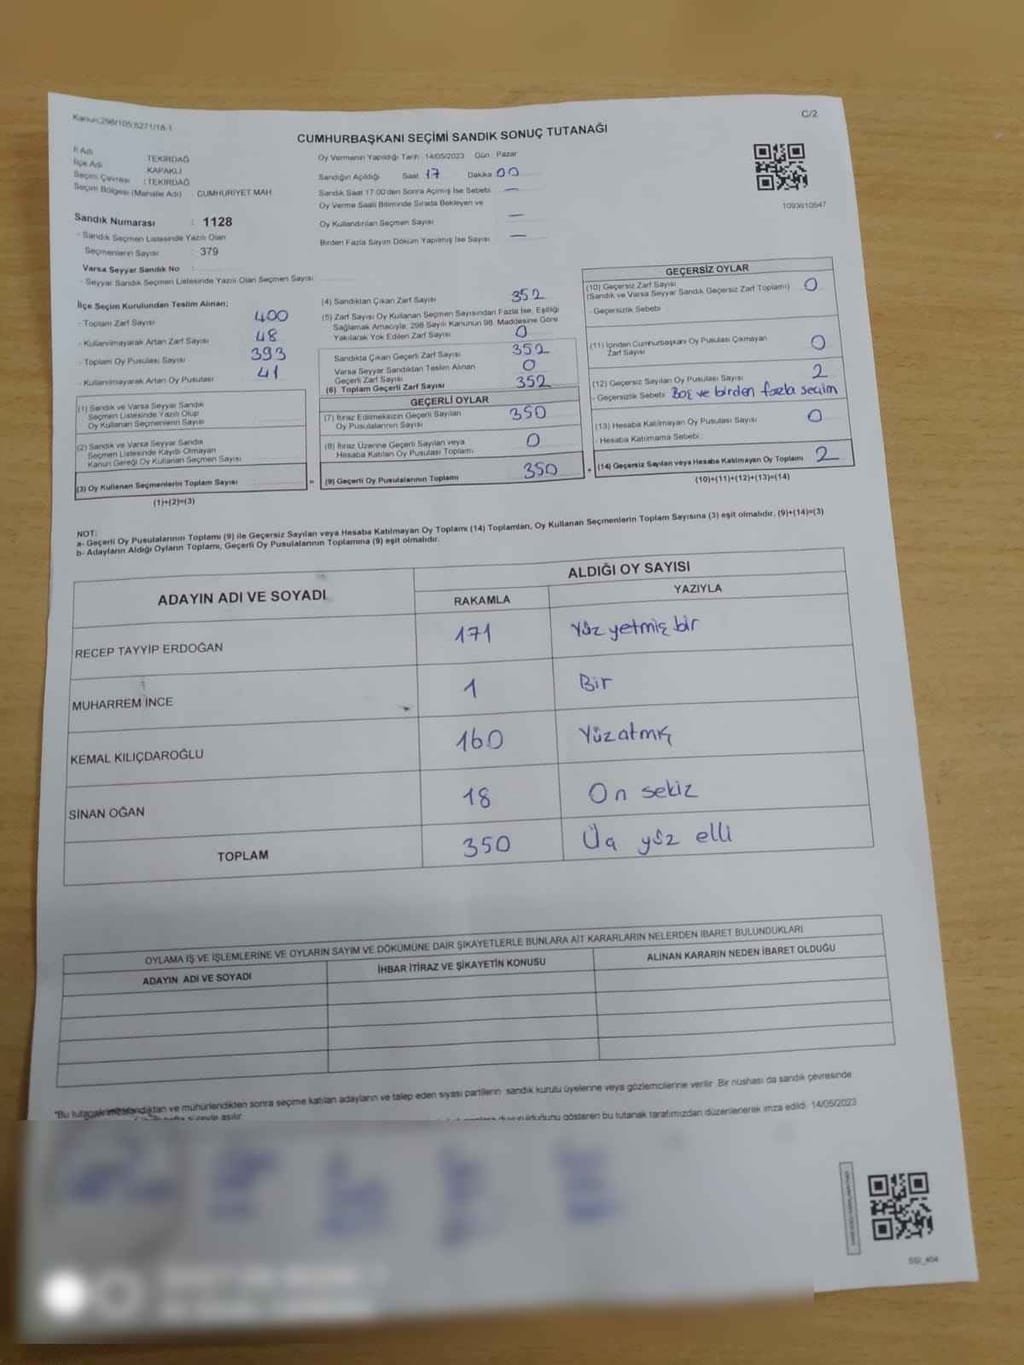 Kanun:298/105;6271/18-1
C/2
CUMHURBAŞKANI SEÇİMİ SANDIK SONUÇ TUTANAĞI
İl Adı TEKİRDAĞ
İlçe Adı KAPAKLI
Seçim Çevresi : TEKİRDAĞ
Seçim Bölgesi (Mahalle Adı) : CUMHURİYET MAH.
Sandık Numarası : 1128
- Sandık Seçmen Listesinde Yazılı Olan
Seçmenlerin Sayısı : 379
Varsa Seyyar Sandık No :
- Seyyar Sandık Seçmen Listesinde Yazılı Olan Seçmen Sayısı :
Oy Vermenin Yapıldığı Tarih : 14/05/2023 Gün : Pazar
Sandığın Açıldığı Saat 17 Dakika 00
Sandık Saat 17:00'den Sonra Açılmış İse Sebebi —
Oy Verme Saati Bitiminde Sırada Bekleyen ve
Oy Kullandırılan Seçmen Sayısı —
Birden Fazla Sayım Döküm Yapılmış İse Sayısı —
1093610547
İlçe Seçim Kurulundan Teslim Alınan;
- Toplam Zarf Sayısı 400
- Kullanılmayarak Artan Zarf Sayısı 48
- Toplam Oy Pusulası Sayısı 393
- Kullanılmayarak Artan Oy Pusulası 41
(1) Sandık ve Varsa Seyyar Sandık
Seçmen Listesinde Yazılı Olup
Oy Kullanan Seçmenlerin Sayısı
(2) Sandık ve Varsa Seyyar Sandık
Seçmen Listesinde Kayıtlı Olmayan
Kanun Gereği Oy Kullanan Seçmen Sayısı
(3) Oy Kullanan Seçmenlerin Toplam Sayısı
(1)+(2)=(3)
(4) Sandıktan Çıkan Zarf Sayısı 352
(5) Zarf Sayısı Oy Kullanan Seçmen Sayısından Fazla İse, Eşitliği
Sağlamak Amacıyla, 298 Sayılı Kanunun 98. Maddesine Göre
Yakılarak Yok Edilen Zarf Sayısı 0
Sandıkta Çıkan Geçerli Zarf Sayısı 352
Varsa Seyyar Sandıktan Teslim Alınan
Geçerli Zarf Sayısı 0
(6) Toplam Geçerli Zarf Sayısı 352
GEÇERLİ OYLAR
(7) İtiraz Edilmeksizin Geçerli Sayılan
Oy Pusulalarının Sayısı 350
(8) İtiraz Üzerine Geçerli Sayılan veya
Hesaba Katılan Oy Pusulası Toplamı 0
(9) Geçerli Oy Pusulalarının Toplamı 350
GEÇERSİZ OYLAR
(10) Geçersiz Zarf Sayısı 0
(Sandık ve Varsa Seyyar Sandık Geçersiz Zarf Toplamı)
- Geçersizlik Sebebi
(11) İçinden Cumhurbaşkanı Oy Pusulası Çıkmayan
Zarf Sayısı 0
(12) Geçersiz Sayılan Oy Pusulası Sayısı 2
- Geçersizlik Sebebi Boş ve birden fazla seçim
(13) Hesaba Katılmayan Oy Pusulası Sayısı 0
- Hesaba Katılmama Sebebi :
(14) Geçersiz Sayılan veya Hesaba Katılmayan Oy Toplamı 2
(10)+(11)+(12)+(13)=(14)
NOT:
a- Geçerli Oy Pusulalarının Toplamı (9) ile Geçersiz Sayılan veya Hesaba Katılmayan Oy Toplamı (14) Toplamları, Oy Kullanan Seçmenlerin Toplam Sayısına (3) eşit olmalıdır. (9)+(14)=(3)
b- Adayların Aldığı Oyların Toplamı, Geçerli Oy Pusulalarının Toplamına (9) eşit olmalıdır.
ADAYIN ADI VE SOYADI
ALDIĞI OY SAYISI
RAKAMLA
YAZIYLA
RECEP TAYYİP ERDOĞAN 171 Yüz yetmiş bir
MUHARREM İNCE 1 Bir
KEMAL KILIÇDAROĞLU 160 Yüz atmış
SİNAN OĞAN 18 On sekiz
TOPLAM 350 Üç yüz elli
OYLAMA İŞ VE İŞLEMLERİNE VE OYLARIN SAYIM VE DÖKÜMÜNE DAİR ŞİKAYETLERLE BUNLARA AİT KARARLARIN NELERDEN İBARET BULUNDUKLARI
ADAYIN ADI VE SOYADI
İHBAR İTİRAZ VE ŞİKAYETİN KONUSU
ALINAN KARARIN NEDEN İBARET OLDUĞU
"Bu tutanak imzalandıktan ve mühürlendikten sonra seçime katılan adayların ve talep eden siyasi partilerin sandık kurulu üyelerine veya gözlemcilerine verilir. Bir nüshası da sandık çevresinde
olduğunu gösteren bu tutanak tarafımızdan düzenlenerek imza edildi. 14/05/2023